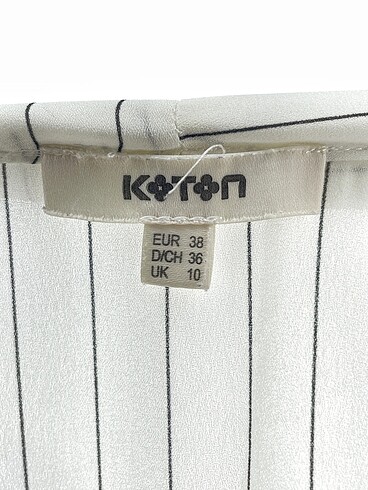 KOTON
EUR 38
D/CH 36
UK 10